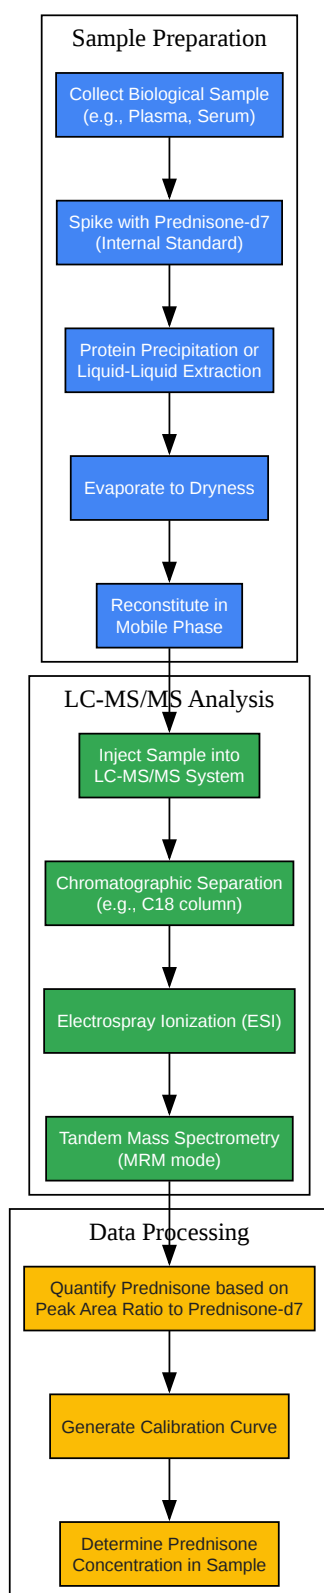 Sample Preparation
Collect Biological Sample
(e.g., Plasma, Serum)
Spike with Prednisone-d7
(Internal Standard)
Protein Precipitation or
Liquid-Liquid Extraction
Evaporate to Dryness
Reconstitute in
Mobile Phase
LC-MS/MS Analysis
Inject Sample into
LC-MS/MS System
Chromatographic Separation
(e.g., C18 column)
Electrospray Ionization (ESI)
Tandem Mass Spectrometry
(MRM mode)
Data Processing
Quantify Prednisone based on
Peak Area Ratio to Prednisone-d7
Generate Calibration Curve
Determine Prednisone
Concentration in Sample